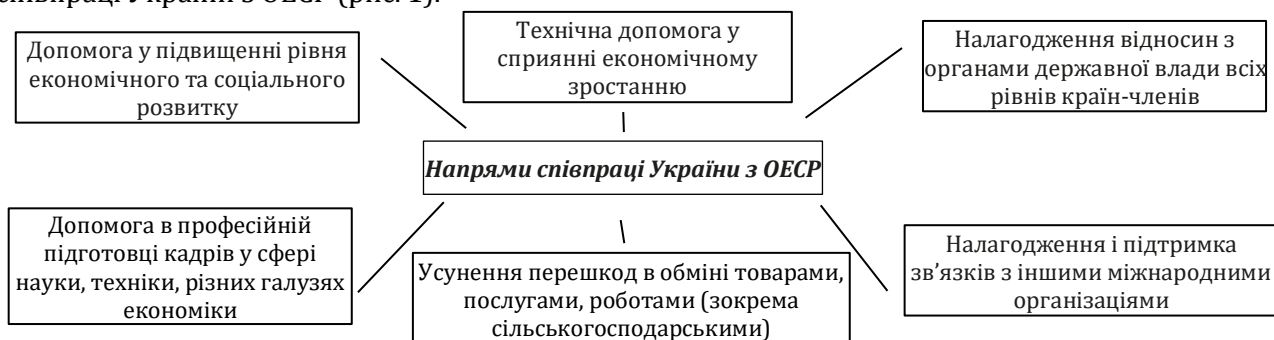 співпраці України з ОЕСР (рис. 1).
Допомога у підвищенні рівня
економічного та соціального
розвитку
Технічна допомога у
сприянні економічному
зростанню
Налагодження відносин з
органами державної влади всіх
рівнів країн-членів
Напрями співпраці України з ОЕСР
Допомога в професійній
підготовці кадрів у сфері
науки, техніки, різних галузях
економіки
Усунення перешкод в обміні товарами,
послугами, роботами (зокрема
сільськогосподарськими)
Налагодження і підтримка
зв’язків з іншими міжнародними
організаціями